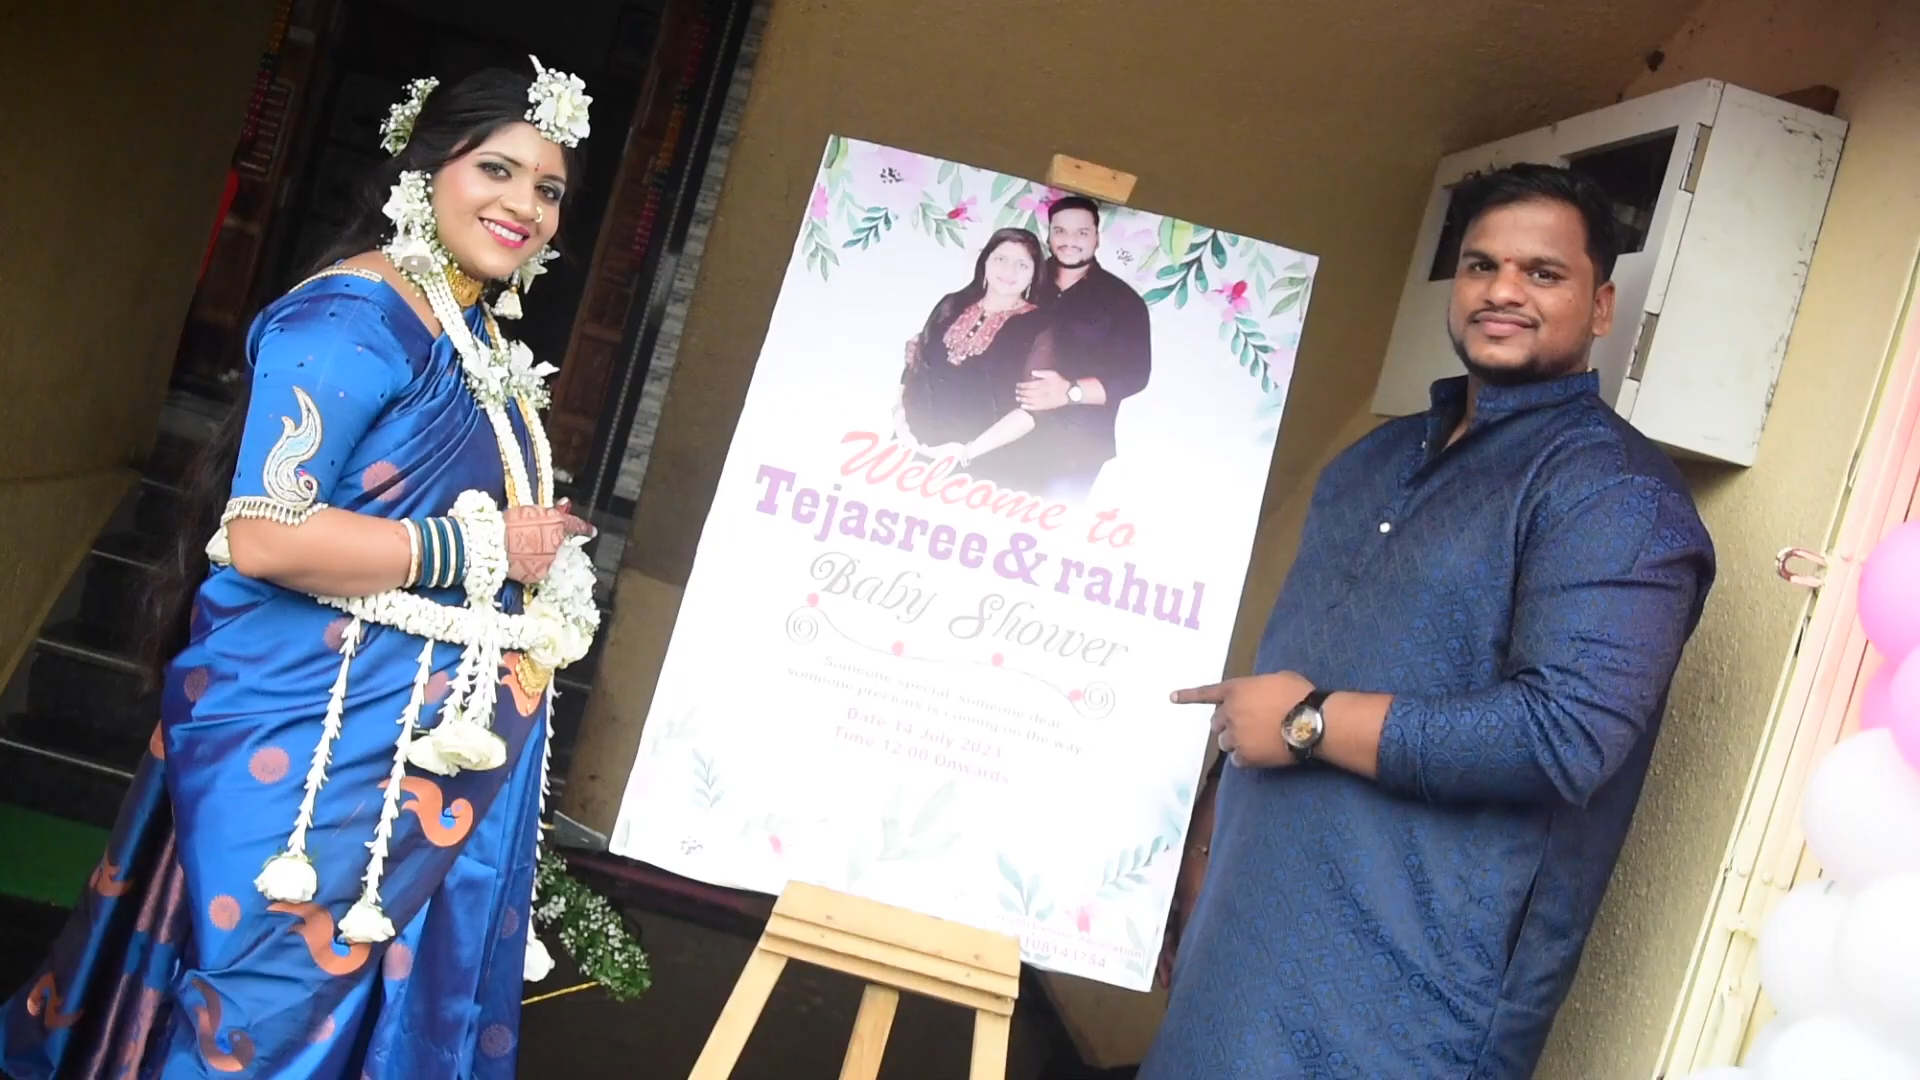 Welcome to
Tejasree & rahul
Baby Shower
Someone special, someone dear
someone precious is coming on the way
Date 14 July 2021
Time 12:00 Onwards